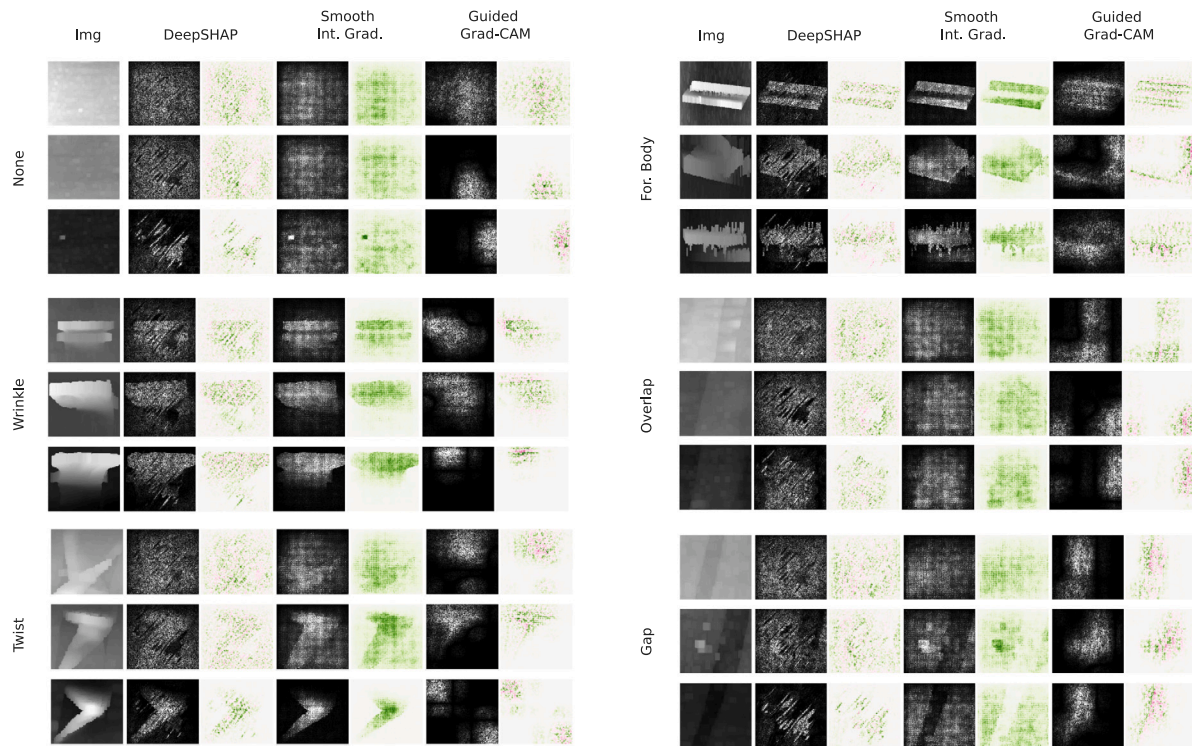 Img
DeepSHAP
Smooth
Int. Grad.
Guided
Grad-CAM
None
Wrinkle
Twist
Img
DeepSHAP
Smooth
Int. Grad.
Guided
Grad-CAM
For. Body
Overlap
Gap